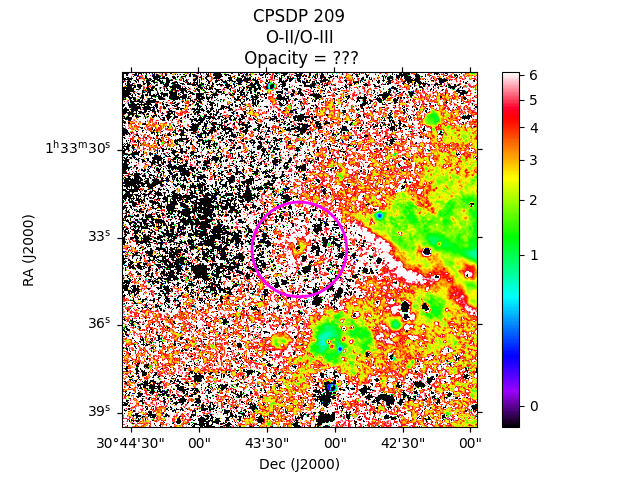 CPSDP 209
O-II/O-III
Opacity = ???
6
5
4
3
2
1
0
1ʰ33ᵐ30ˢ
33ˢ
36ˢ
39ˢ
RA (J2000)
30°44'30" 00" 43'30" 00" 42'30" 00"
Dec (J2000)